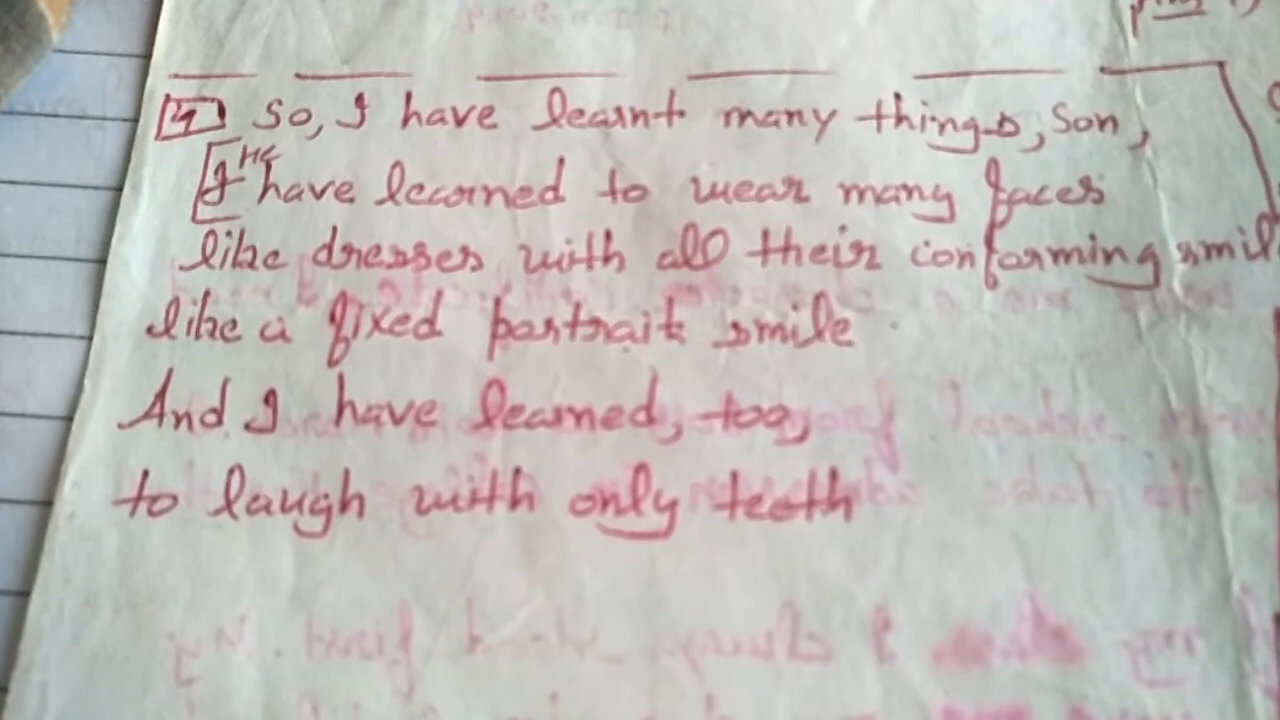 4 So, I have learnt many things, son,
HE
I have learned to wear many faces
like dresses with all their conforming smil
like a fixed portrait smile
And I have learned, too,
to laugh with only teeth